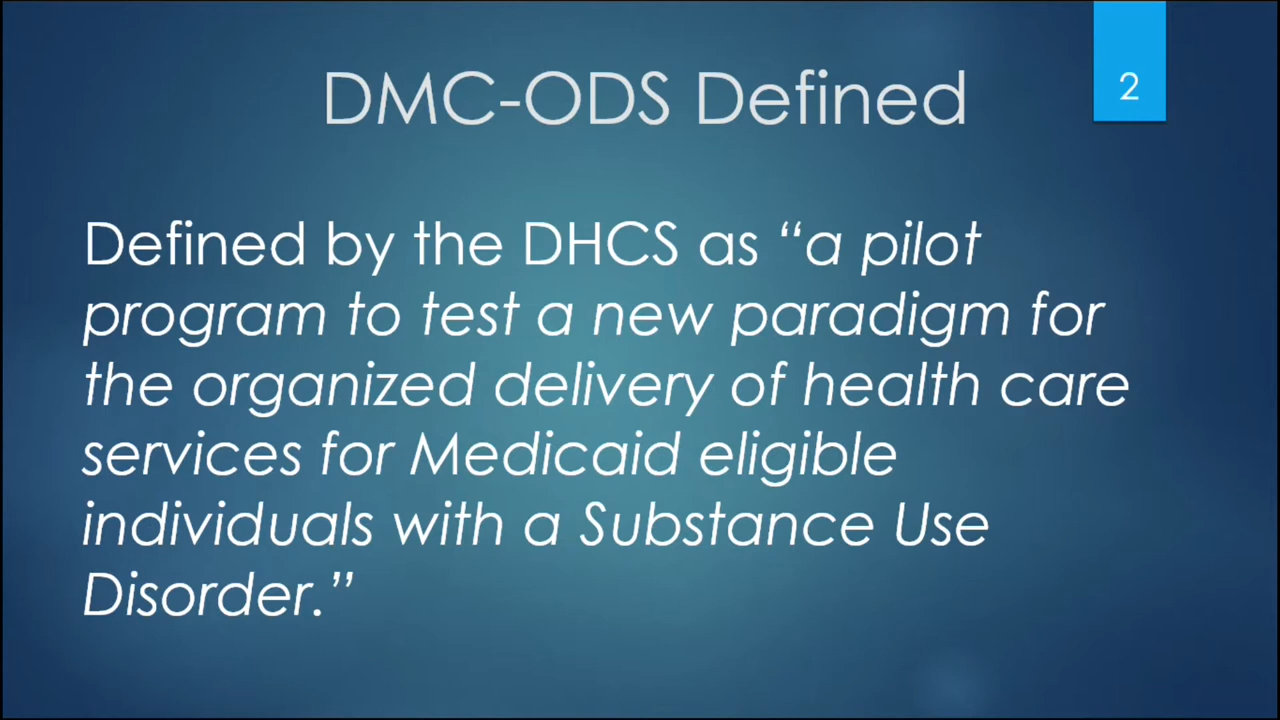 DMC-ODS Defined
2
Defined by the DHCS as “a pilot
program to test a new paradigm for
the organized delivery of health care
services for Medicaid eligible
individuals with a Substance Use
Disorder.”